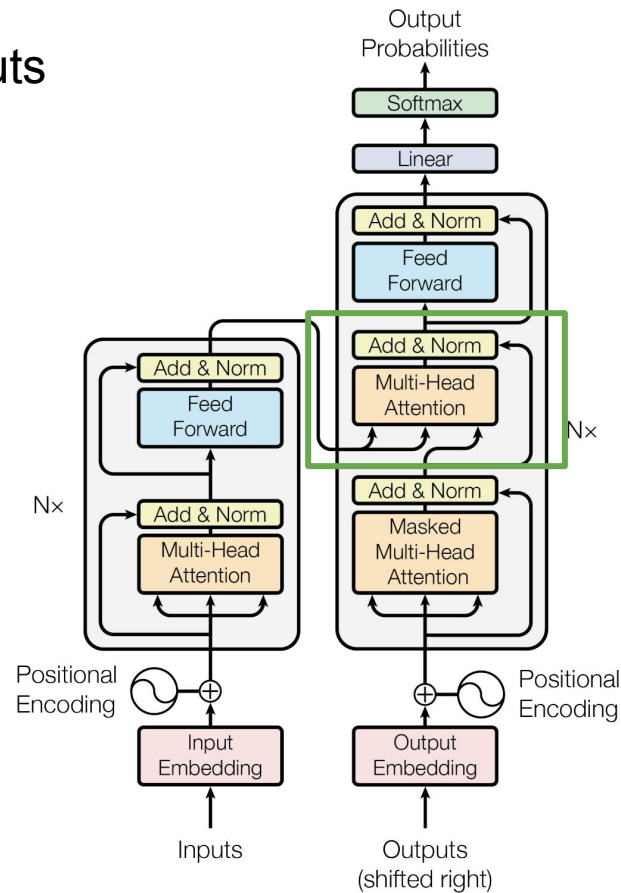 uts
Output
Probabilities
Softmax
Linear
Add & Norm
Feed
Forward
Add & Norm
Multi-Head
Attention
Nx
Add & Norm
Masked
Multi-Head
Attention
Add & Norm
Feed
Forward
Nx
Add & Norm
Multi-Head
Attention
Positional
Encoding
Positional
Encoding
Input
Embedding
Output
Embedding
Inputs
Outputs
(shifted right)